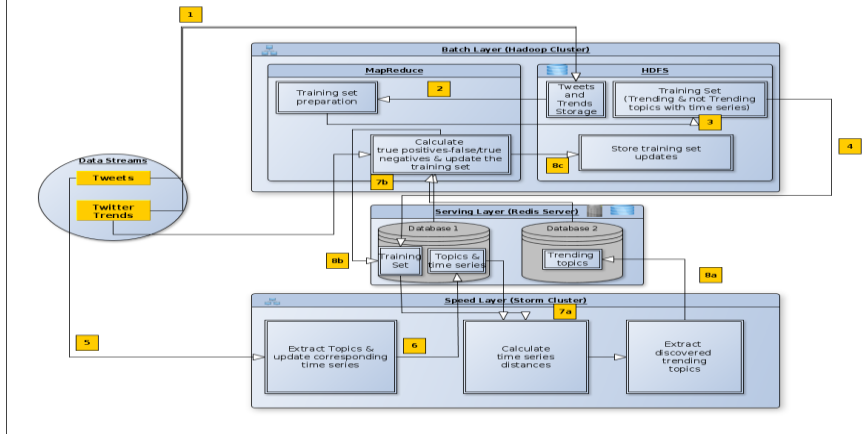 1
Batch Layer (Hadoop Cluster)
MapReduce
HDFS
Training set
preparation
2
Tweets
and
Trends
Storage
Training Set
(Trending & not Trending
topics with time series)
3
4
Calculate
true positives-false/true
negatives & update the
training set
7b
8c
Store training set
updates
Data Streams
Tweets
Twitter
Trends
Serving Layer (Redis Server)
Database 1
Database 2
8b
Training
Set
Topics &
time series
Trending
topics
8a
Speed Layer (Storm Cluster)
7a
5
Extract Topics &
update corresponding
time series
6
Calculate
time series
distances
Extract
discovered
trending
topics